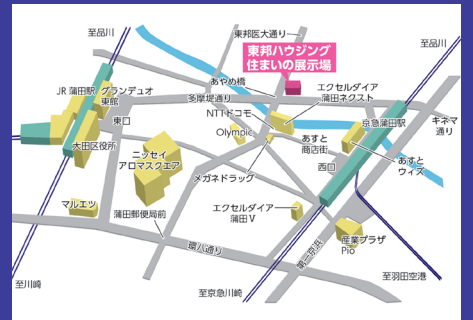 至品川
東邦医大通り
至品川
東邦ハウジング
住まいの展示場
あやめ橋
JR 蒲田駅
グランデュオ
東館
エクセルダイア
蒲田ネクスト
多摩堤通り
キネマ
通り
NTTドコモ
京急蒲田駅
東口
Olympic
あすと
商店街
大田区役所
ニッセイ
アロマスクエア
あすと
ウィズ
西口
メガネドラッグ
マルエツ
蒲田郵便局前
エクセルダイア
蒲田Ⅴ
産業プラザ
Pio
環八通り
第一京浜
至羽田空港
至川崎
至京急川崎